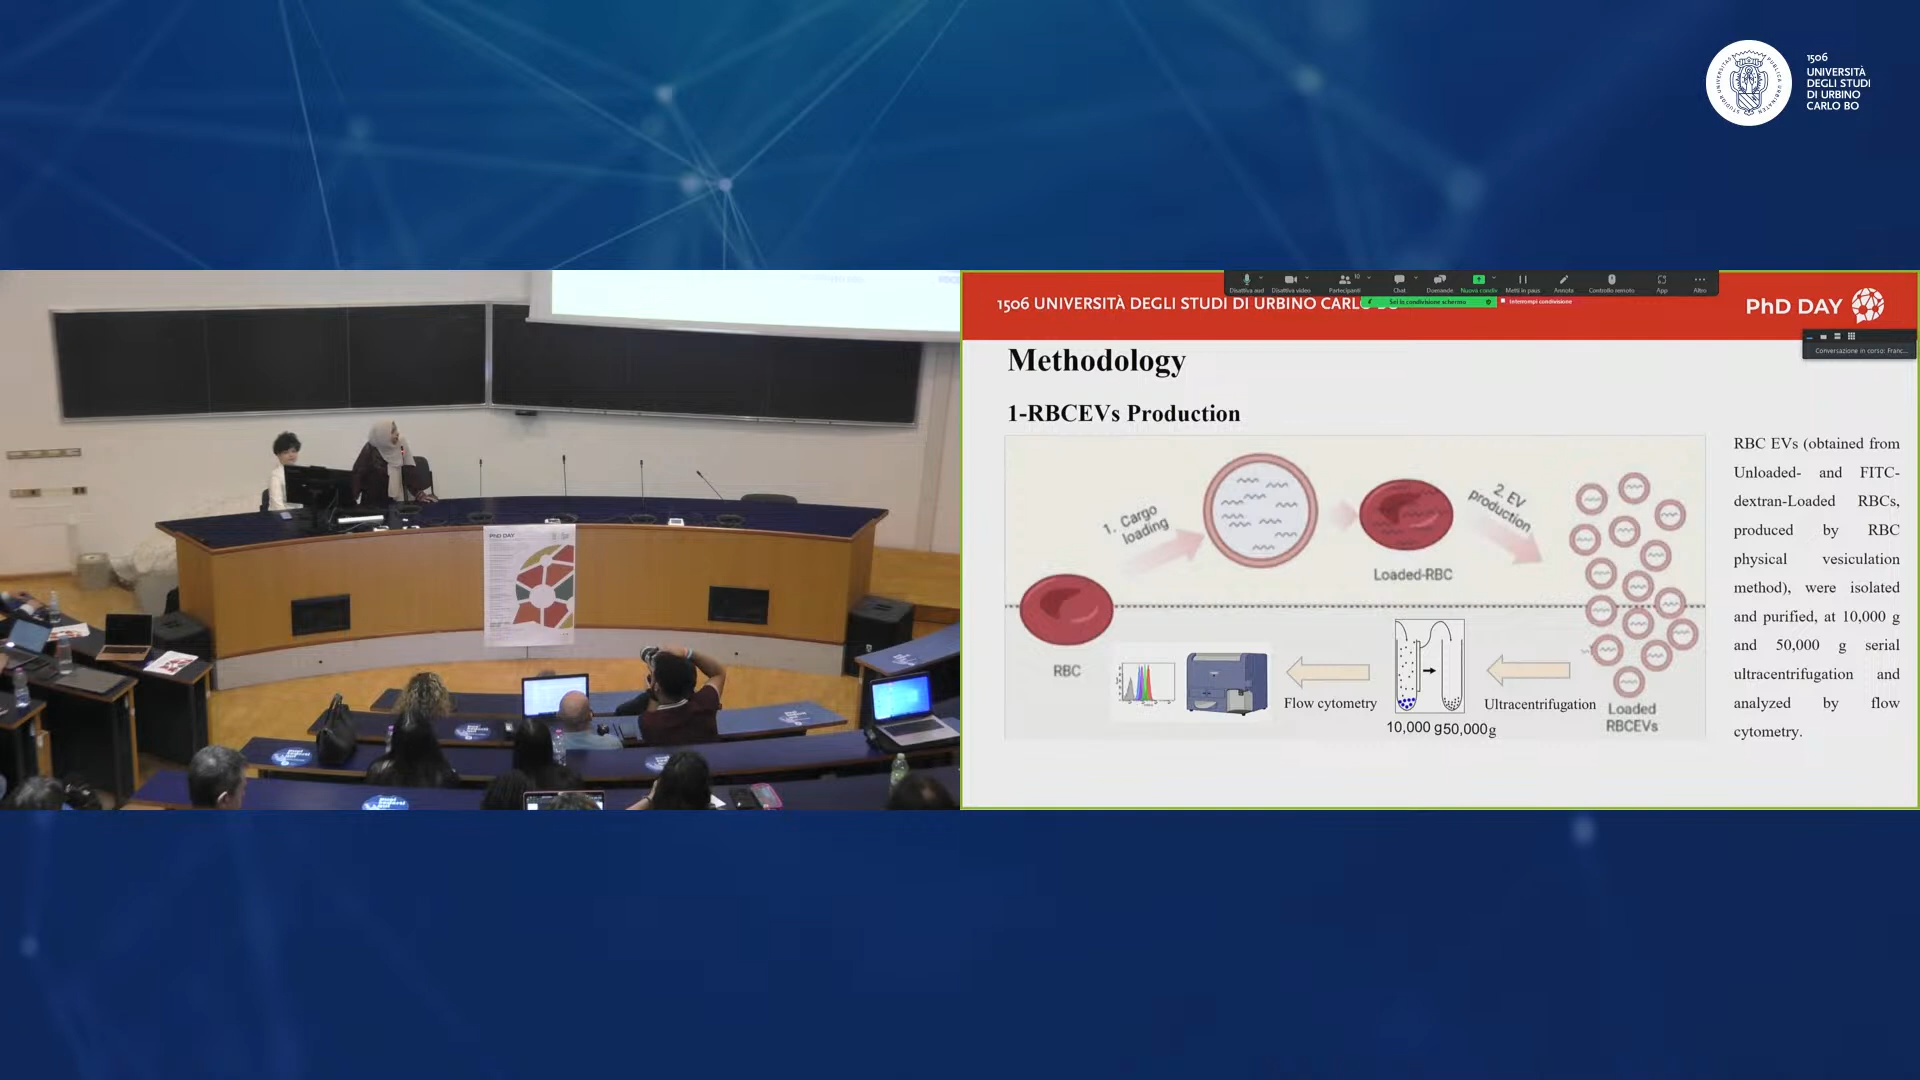 1506
UNIVERSITÀ
DEGLI STUDI
DI URBINO
CARLO BO
1506 UNIVERSITÀ DEGLI STUDI DI URBINO CARLO BO
PhD DAY
Disattiva video
Partecipanti
10
Chat
Domande
Nuova condiv
Metti in pausa
Annota
Controllo remoto
App
Altro
Sei in condivisione schermo
Interrompi condivisione
Conversazione in corso: Franc...
Methodology
1-RBCEVs Production
1. Cargo
loading
2. EV
production
Loaded-RBC
RBC
Flow cytometry
10,000 g
50,000g
Ultracentrifugation
Loaded
RBCEVs
RBC EVs (obtained from
Unloaded- and FITC-
dextran-Loaded RBCs,
produced by RBC
physical vesiculation
method), were isolated
and purified, at 10,000 g
and 50,000 g serial
ultracentrifugation and
analyzed by flow
cytometry.
PhD DAY